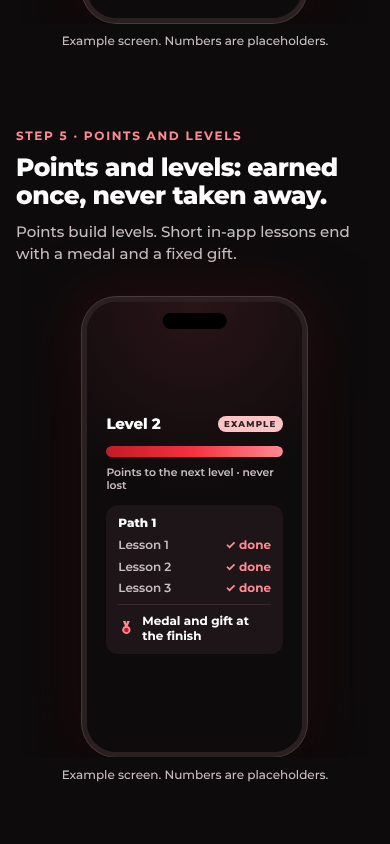 Example screen. Numbers are placeholders.
STEP 5 · POINTS AND LEVELS
Points and levels: earned
once, never taken away.
Points build levels. Short in-app lessons end
with a medal and a fixed gift.
Level 2 EXAMPLE
Points to the next level · never
lost
Path 1
Lesson 1 ✓ done
Lesson 2 ✓ done
Lesson 3 ✓ done
Medal and gift at
the finish
Example screen. Numbers are placeholders.